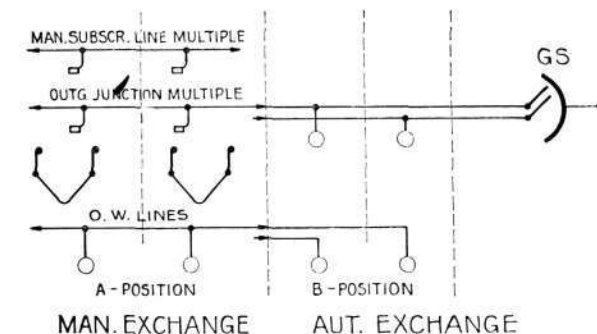 MAN. SUBSCR. LINE MULTIPLE
GS
OUTG JUNCTION MULTIPLE
O. W. LINES
A - POSITION
B - POSITION
MAN. EXCHANGE
AUT. EXCHANGE